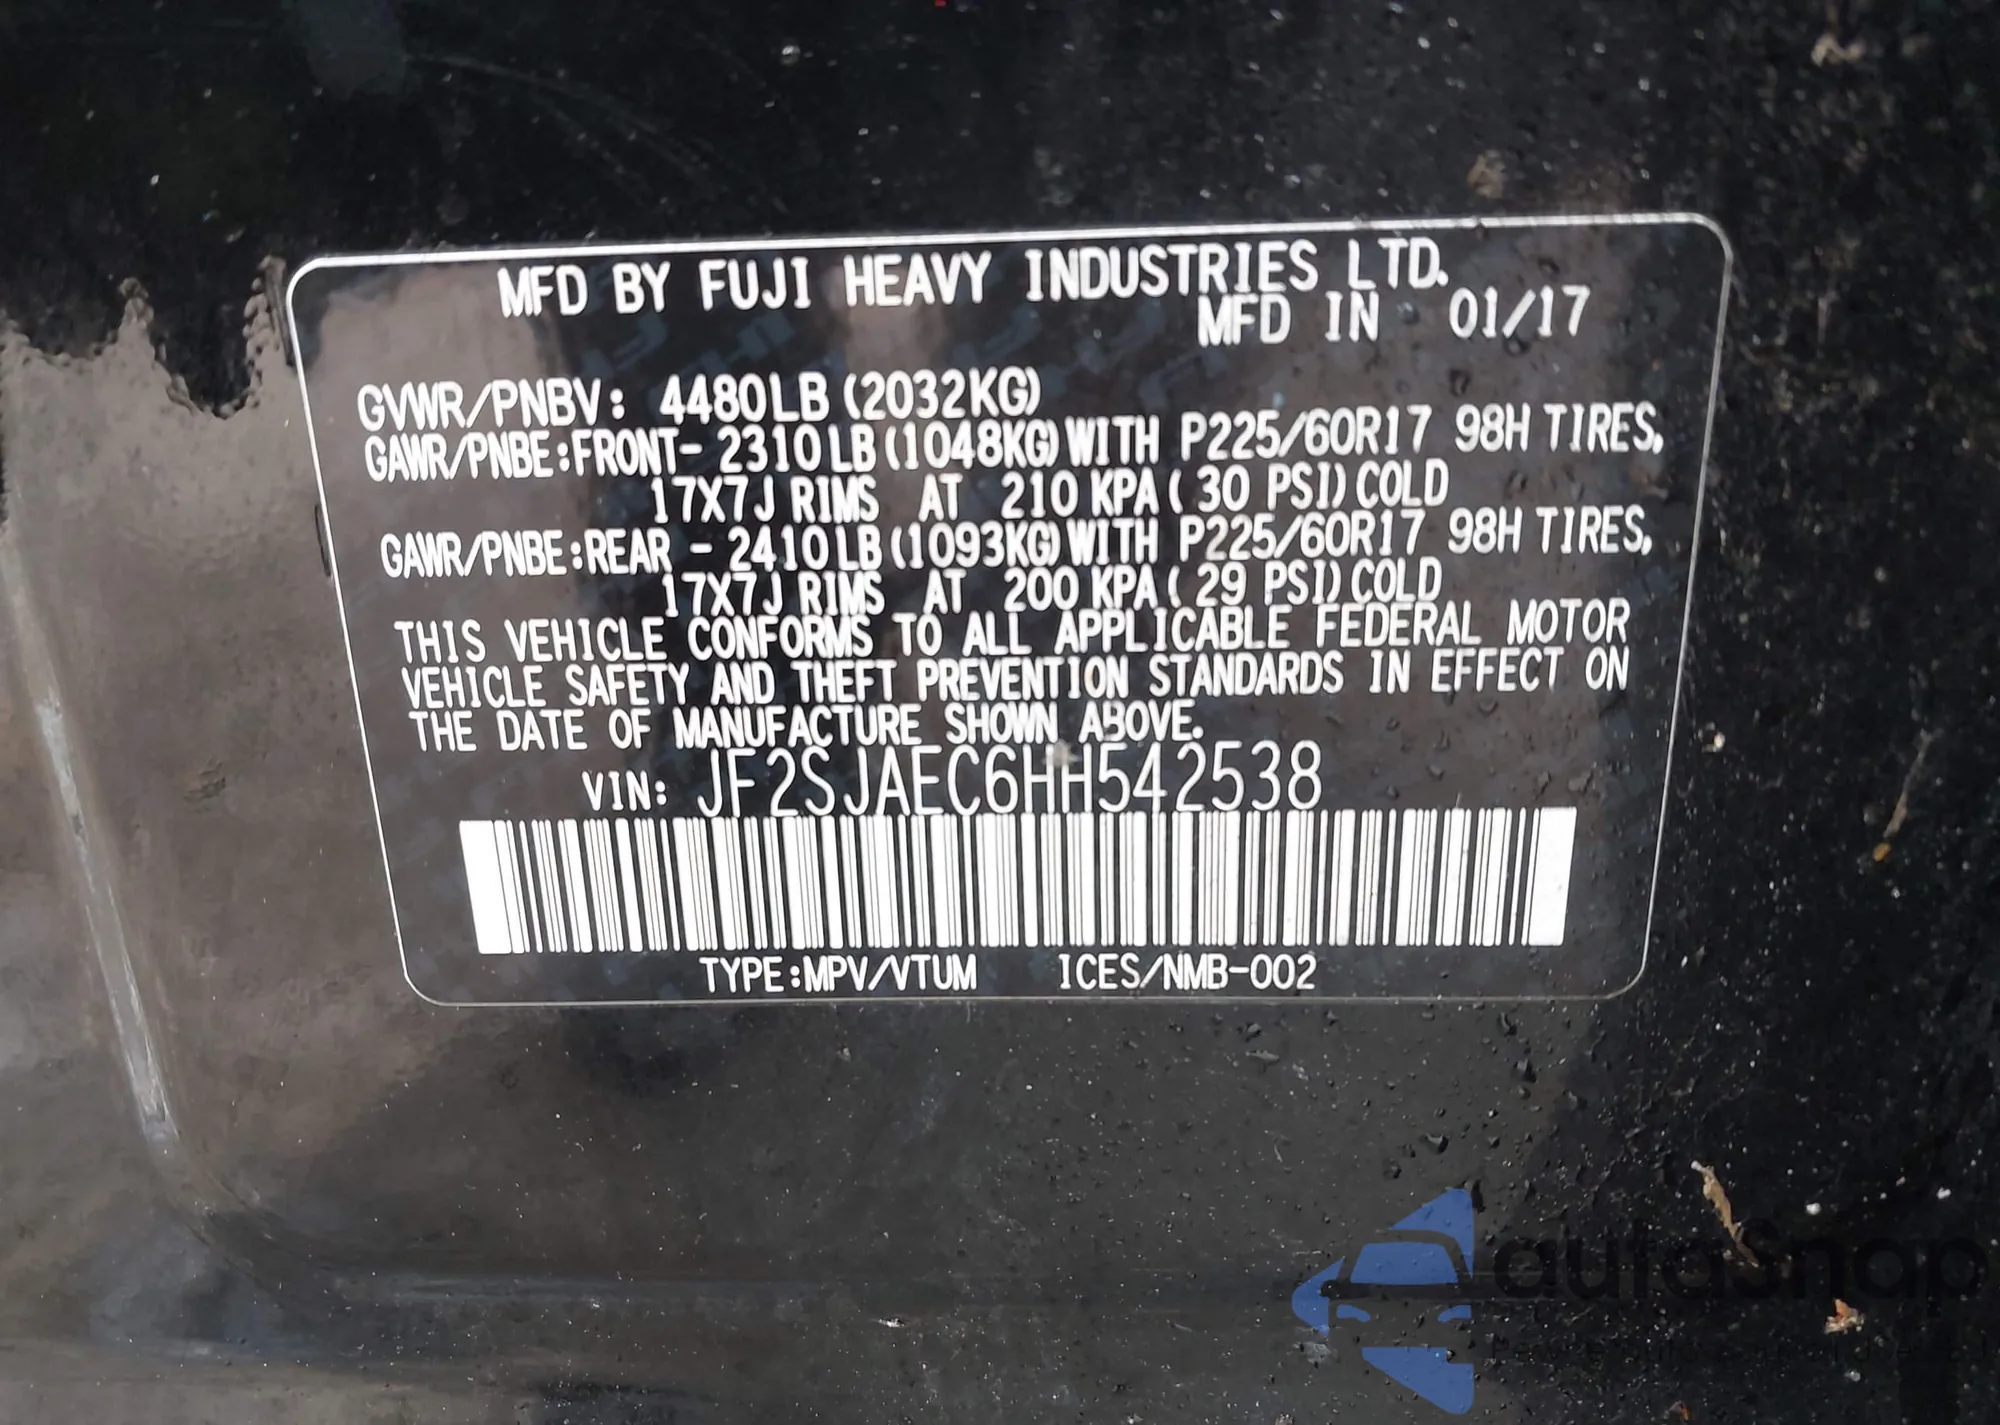 MFD BY FUJI HEAVY INDUSTRIES LTD.
MFD IN 01/17
GVWR/PNBV: 4480LB (2032KG)
GAWR/PNBE:FRONT- 2310LB (1048KG) WITH P225/60R17 98H TIRES,
17X7J RIMS AT 210 KPA ( 30 PSI) COLD
GAWR/PNBE:REAR - 2410LB (1093KG) WITH P225/60R17 98H TIRES,
17X7J RIMS AT 200 KPA ( 29 PSI) COLD
THIS VEHICLE CONFORMS TO ALL APPLICABLE FEDERAL MOTOR
VEHICLE SAFETY AND THEFT PREVENTION STANDARDS IN EFFECT ON
THE DATE OF MANUFACTURE SHOWN ABOVE.
VIN: JF2SJAEC6HH542538
TYPE:MPV/VTUM ICES/NMB-002
autosnap